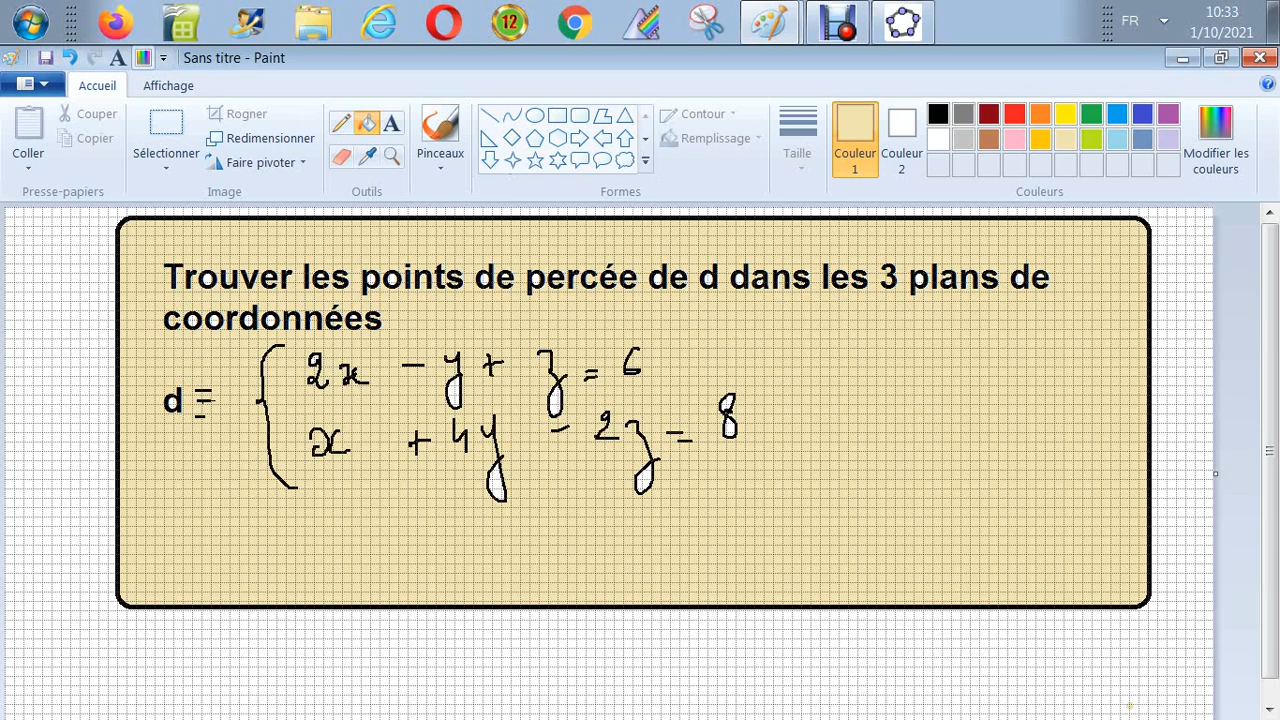 12
FR
10:33
1/10/2021
Sans titre - Paint
Accueil
Affichage
Coller
Couper
Copier
Presse-papiers
Sélectionner
Rogner
Redimensionner
Faire pivoter
Image
A
Outils
Pinceaux
Contour
Remplissage
Formes
Taille
Couleur 1
Couleur 2
Modifier les couleurs
Couleurs
Trouver les points de percée de d dans les 3 plans de
coordonnées
d ≡ { 2x - y + z = 6
x + 4y - 2z = 8